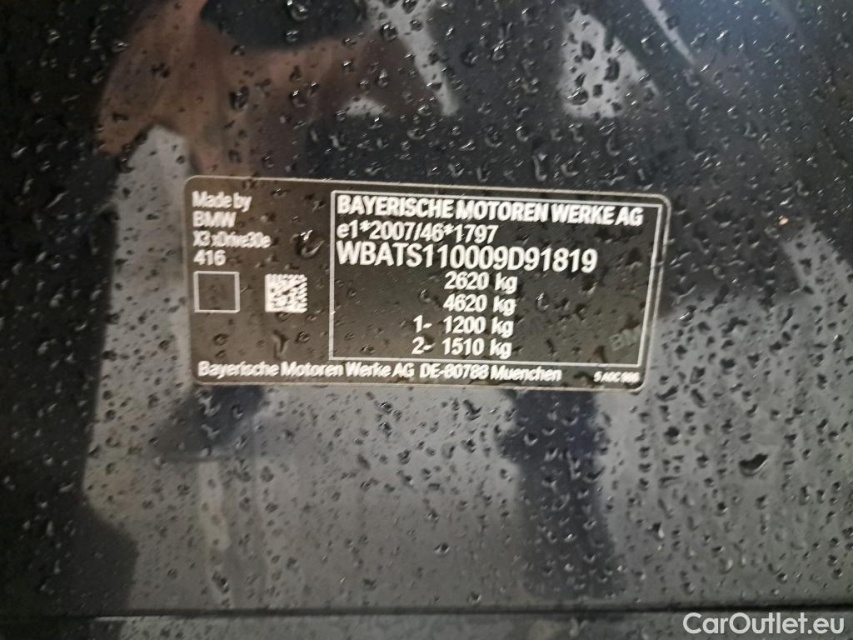 Made by
BMW
X3 xDrive30e
416
BAYERISCHE MOTOREN WERKE AG
e1*2007/46*1797
WBATS110009D91819
2620 kg
4620 kg
1- 1200 kg
2- 1510 kg
Bayerische Motoren Werke AG DE-80788 Muenchen
CarOutlet.eu